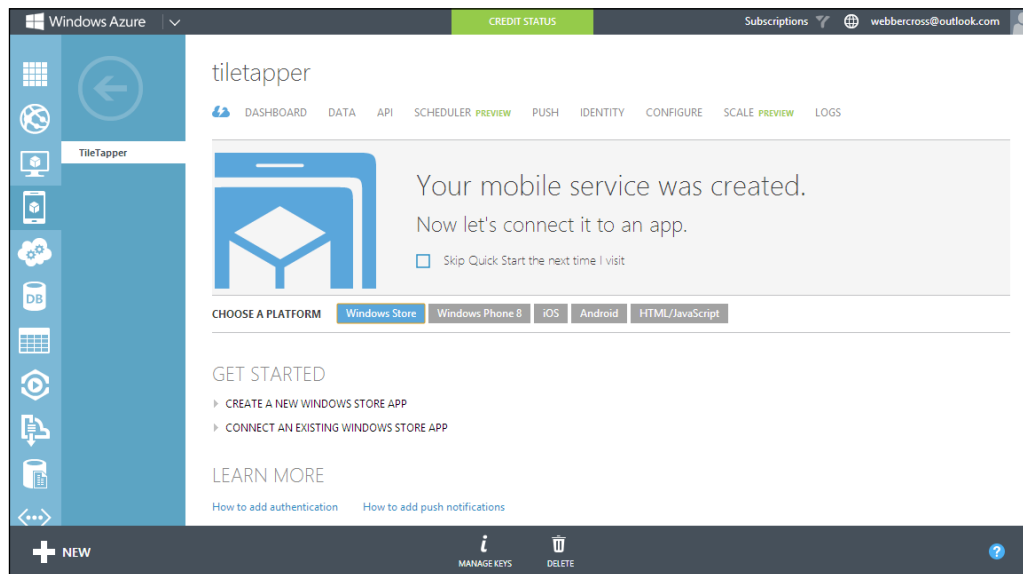 Windows Azure
CREDIT STATUS
Subscriptions
webbercross@outlook.com
TileTapper
DB
tiletapper
DASHBOARD DATA API SCHEDULER PREVIEW PUSH IDENTITY CONFIGURE SCALE PREVIEW LOGS
Your mobile service was created.
Now let's connect it to an app.
Skip Quick Start the next time I visit
CHOOSE A PLATFORM Windows Store Windows Phone 8 iOS Android HTML/JavaScript
GET STARTED
CREATE A NEW WINDOWS STORE APP
CONNECT AN EXISTING WINDOWS STORE APP
LEARN MORE
How to add authentication How to add push notifications
NEW
MANAGE KEYS
DELETE
?